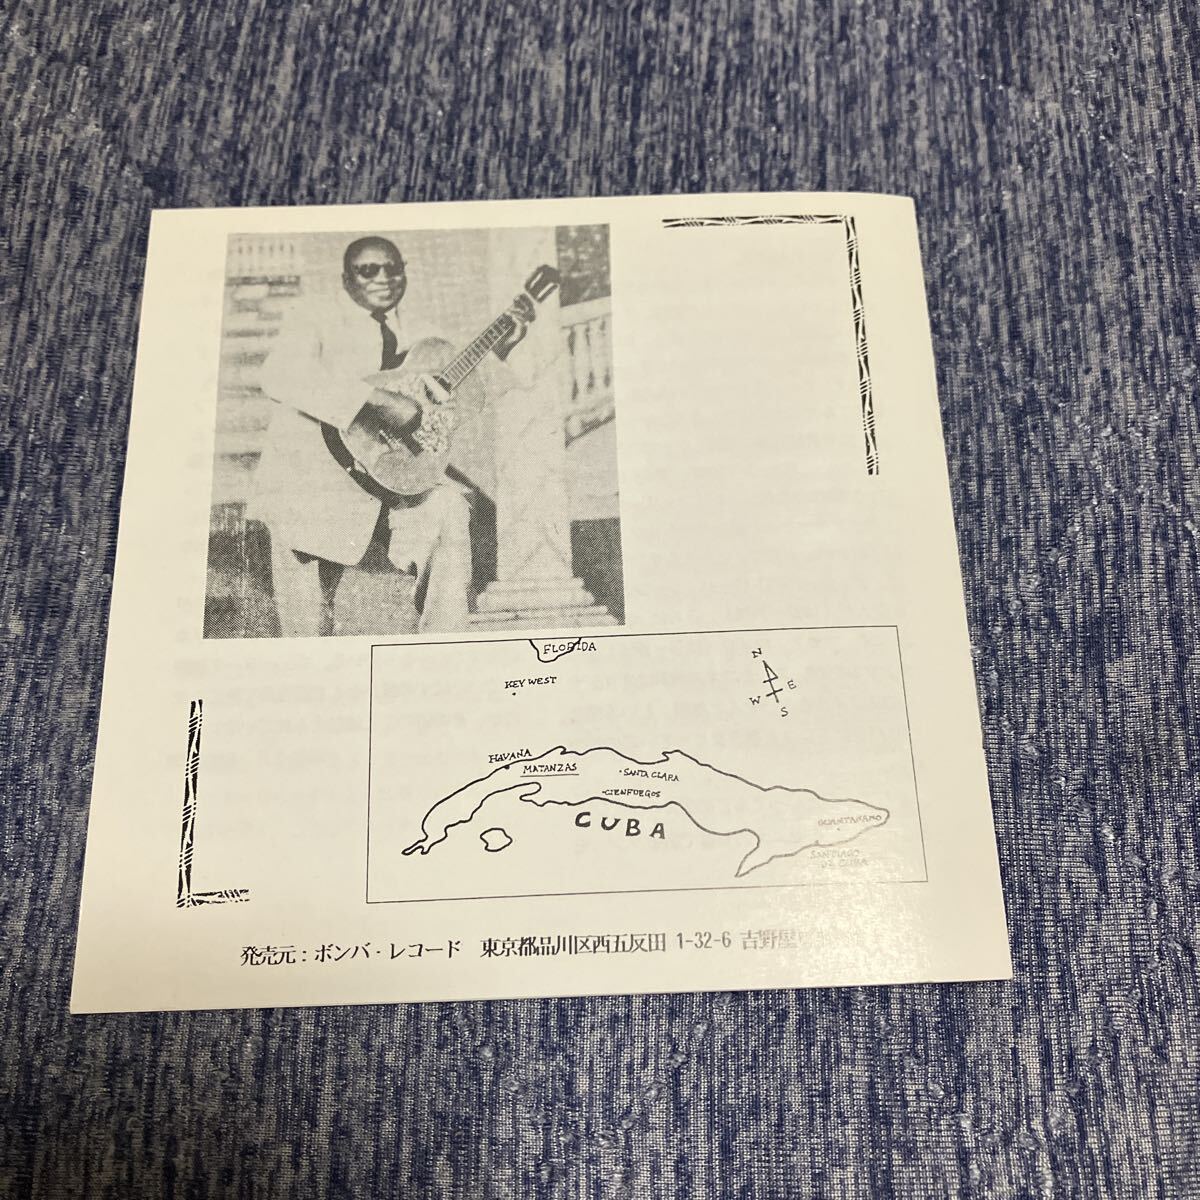 FLORIDA
KEY WEST
N
E
W
S
HAVANA
MATANZAS
SANTA CLARA
CIENFUEGOS
CUBA
GUANTANAMO
SANTIAGO
DE CUBA
発売元：ボンバ・レコード 東京都品川区西五反田 1-32-6 吉野屋